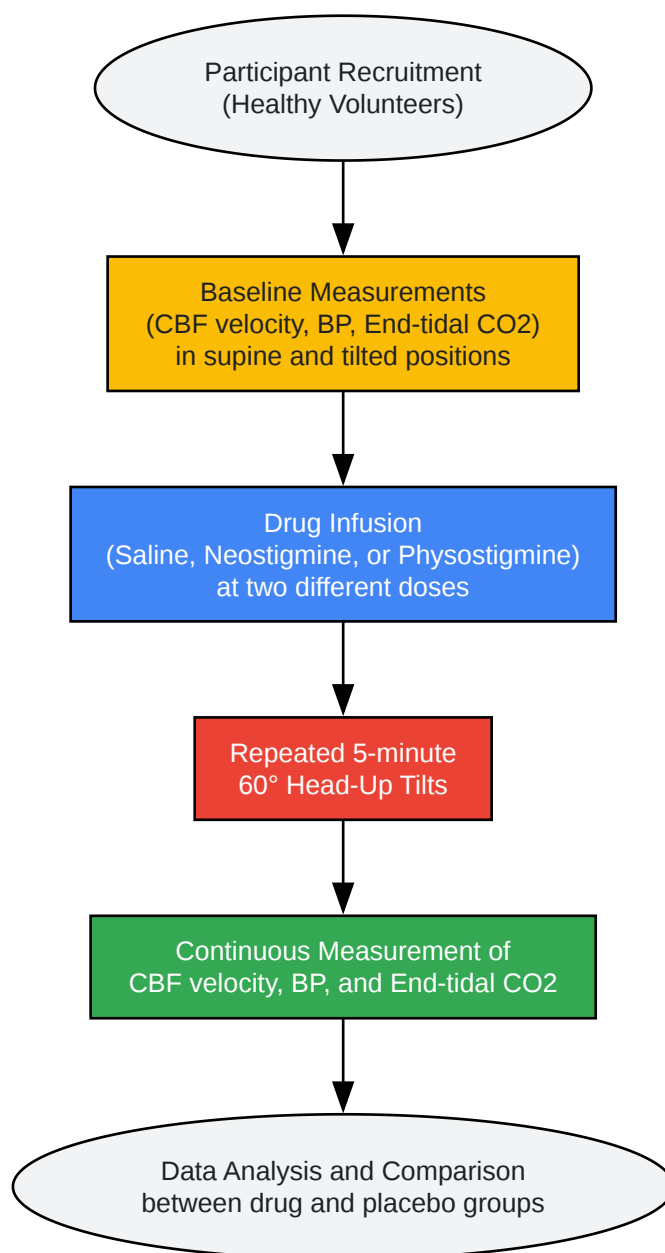 Participant Recruitment
(Healthy Volunteers)
Baseline Measurements
(CBF velocity, BP, End-tidal CO2)
in supine and tilted positions
Drug Infusion
(Saline, Neostigmine, or Physostigmine)
at two different doses
Repeated 5-minute
60° Head-Up Tilts
Continuous Measurement of
CBF velocity, BP, and End-tidal CO2
Data Analysis and Comparison
between drug and placebo groups